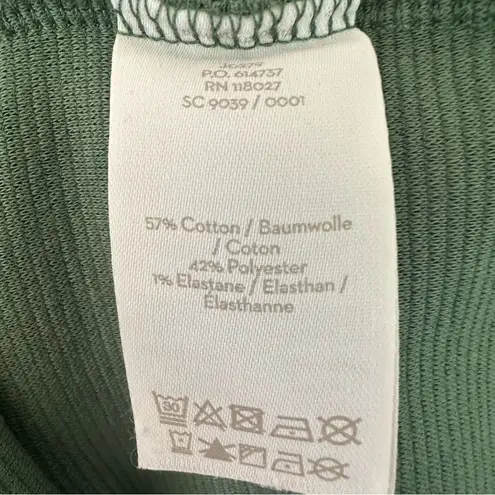 P.O. 614737
RN 118027
SC 9039 / 0001
57% Cotton / Baumwolle
/ Coton
42% Polyester
1% Elastane / Elasthan /
Élasthanne
30